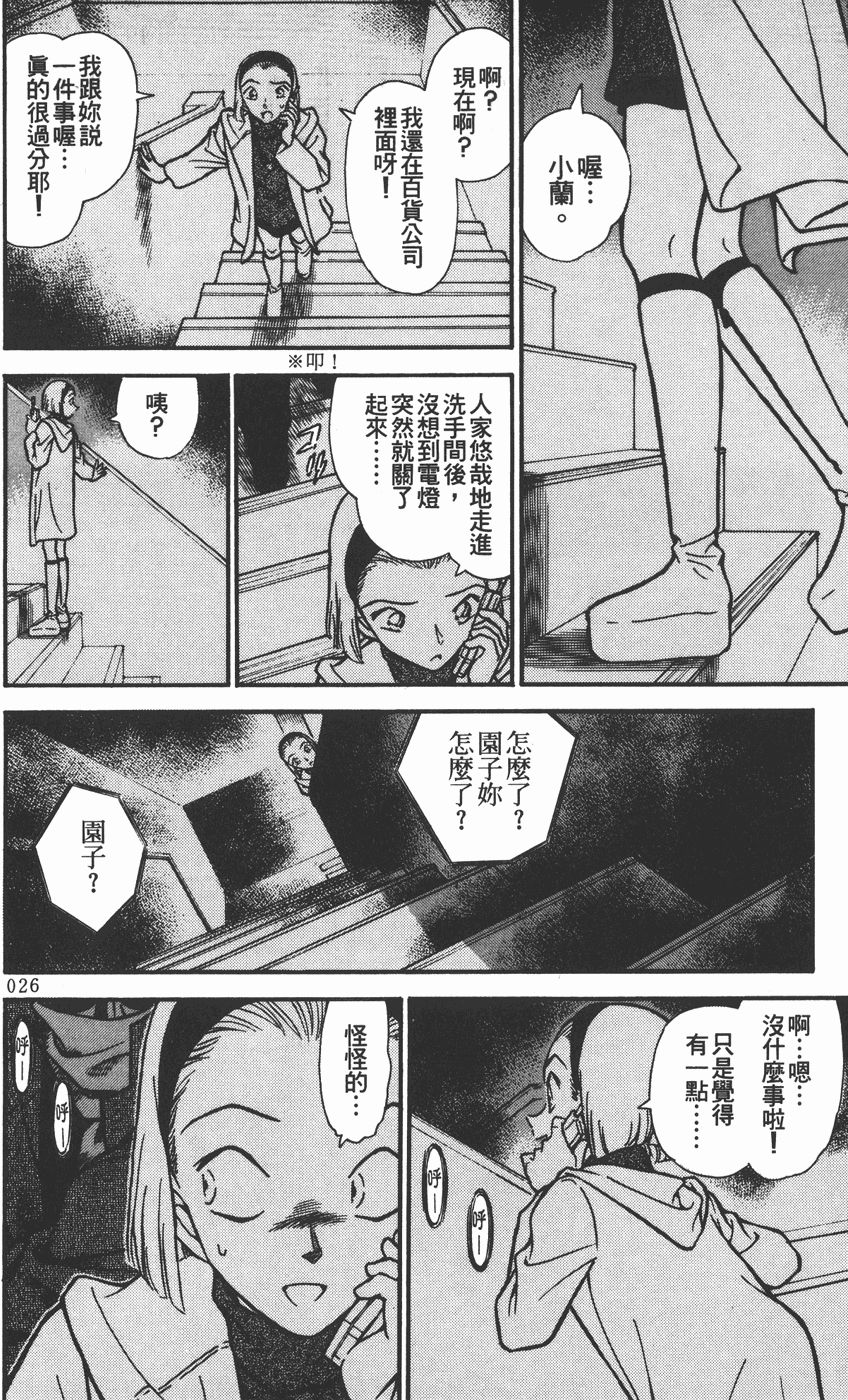 喔…
小蘭。
啊?
現在啊?
我還在百貨公司
裡面呀!
我跟妳説
一件事喔…
眞的很過分耶!
※叩!
人家悠哉地走進
洗手間後,
沒想到電燈
突然就關了
起來……
咦?
怎麼了?
園子妳
怎麼了?
園子?
026
啊…嗯…
沒什麼事啦!
只是覺得
有一點……
呼—
呼—
怪怪的…
呼—
呼—